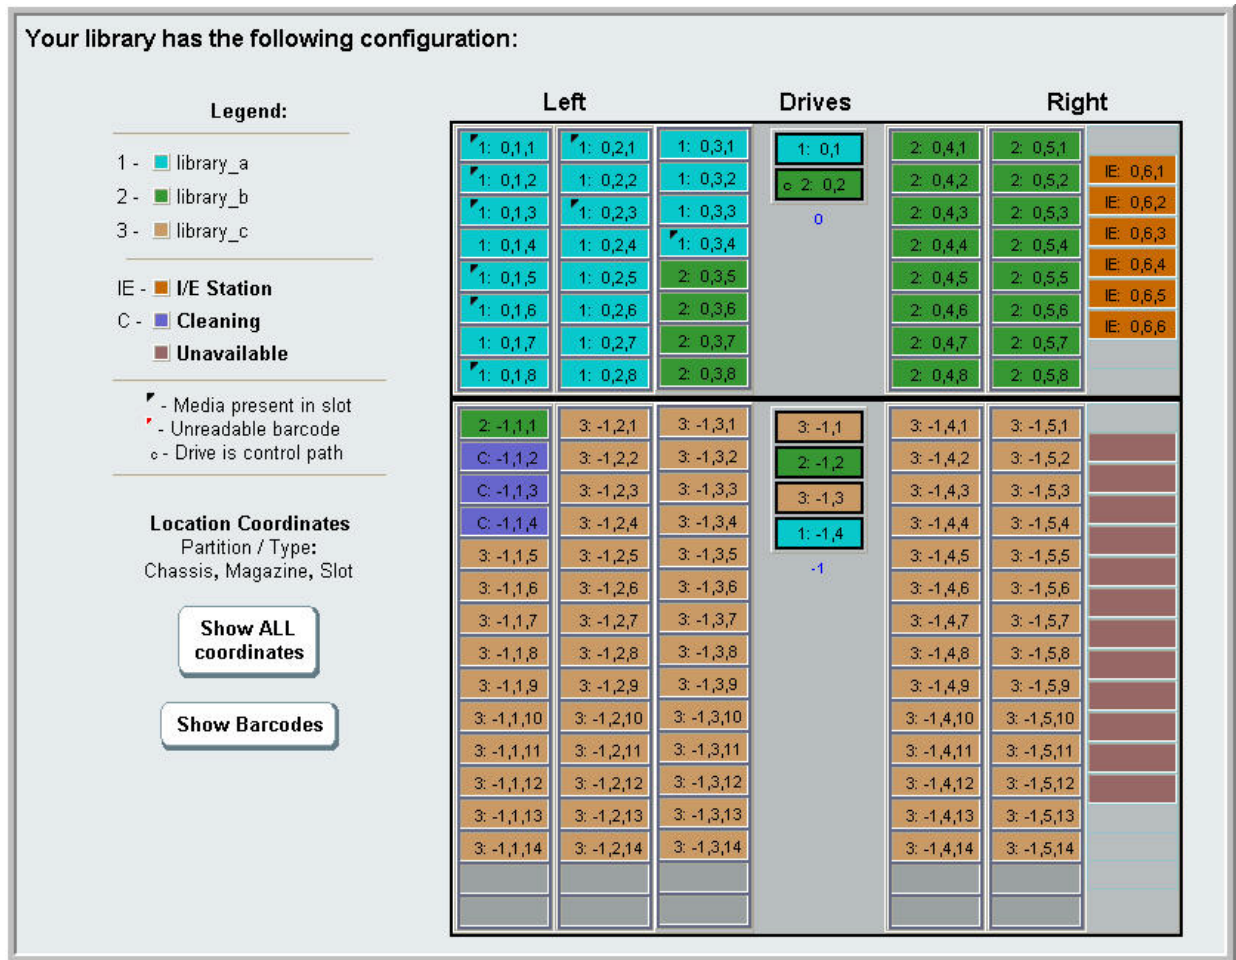 Your library has the following configuration:
Legend:
1 - library_a
2 - library_b
3 - library_c
IE - I/E Station
C - Cleaning
Unavailable
- Media present in slot
- Unreadable barcode
c - Drive is control path
Location Coordinates
Partition / Type:
Chassis, Magazine, Slot
Show ALL
coordinates
Show Barcodes
Left Drives Right
1: 0,1,1 1: 0,2,1 1: 0,3,1 1: 0,1 2: 0,4,1 2: 0,5,1 IE: 0,6,1
1: 0,1,2 1: 0,2,2 1: 0,3,2 c 2: 0,2 2: 0,4,2 2: 0,5,2 IE: 0,6,2
1: 0,1,3 1: 0,2,3 1: 0,3,3 0 2: 0,4,3 2: 0,5,3 IE: 0,6,3
1: 0,1,4 1: 0,2,4 1: 0,3,4 2: 0,4,4 2: 0,5,4 IE: 0,6,4
1: 0,1,5 1: 0,2,5 2: 0,3,5 2: 0,4,5 2: 0,5,5 IE: 0,6,5
1: 0,1,6 1: 0,2,6 2: 0,3,6 2: 0,4,6 2: 0,5,6 IE: 0,6,6
1: 0,1,7 1: 0,2,7 2: 0,3,7 2: 0,4,7 2: 0,5,7
1: 0,1,8 1: 0,2,8 2: 0,3,8 2: 0,4,8 2: 0,5,8
2: -1,1,1 3: -1,2,1 3: -1,3,1 3: -1,1 3: -1,4,1 3: -1,5,1
C: -1,1,2 3: -1,2,2 3: -1,3,2 2: -1,2 3: -1,4,2 3: -1,5,2
C: -1,1,3 3: -1,2,3 3: -1,3,3 3: -1,3 3: -1,4,3 3: -1,5,3
C: -1,1,4 3: -1,2,4 3: -1,3,4 1: -1,4 3: -1,4,4 3: -1,5,4
3: -1,1,5 3: -1,2,5 3: -1,3,5 -1 3: -1,4,5 3: -1,5,5
3: -1,1,6 3: -1,2,6 3: -1,3,6 3: -1,4,6 3: -1,5,6
3: -1,1,7 3: -1,2,7 3: -1,3,7 3: -1,4,7 3: -1,5,7
3: -1,1,8 3: -1,2,8 3: -1,3,8 3: -1,4,8 3: -1,5,8
3: -1,1,9 3: -1,2,9 3: -1,3,9 3: -1,4,9 3: -1,5,9
3: -1,1,10 3: -1,2,10 3: -1,3,10 3: -1,4,10 3: -1,5,10
3: -1,1,11 3: -1,2,11 3: -1,3,11 3: -1,4,11 3: -1,5,11
3: -1,1,12 3: -1,2,12 3: -1,3,12 3: -1,4,12 3: -1,5,12
3: -1,1,13 3: -1,2,13 3: -1,3,13 3: -1,4,13 3: -1,5,13
3: -1,1,14 3: -1,2,14 3: -1,3,14 3: -1,4,14 3: -1,5,14